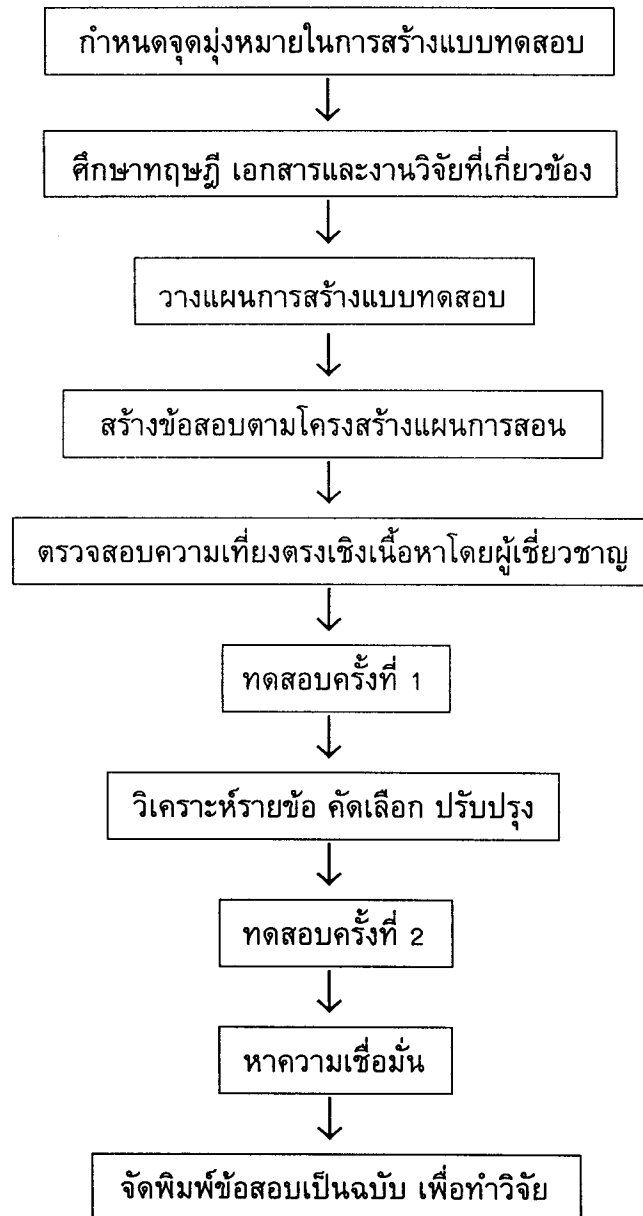 กำหนดจุดมุ่งหมายในการสร้างแบบทดสอบ
ศึกษาทฤษฎี เอกสารและงานวิจัยที่เกี่ยวข้อง
วางแผนการสร้างแบบทดสอบ
สร้างข้อสอบตามโครงสร้างแผนการสอน
ตรวจสอบความเที่ยงตรงเชิงเนื้อหาโดยผู้เชี่ยวชาญ
ทดสอบครั้งที่ 1
วิเคราะห์รายข้อ คัดเลือก ปรับปรุง
ทดสอบครั้งที่ 2
หาความเชื่อมั่น
จัดพิมพ์ข้อสอบเป็นฉบับ เพื่อทำวิจัย